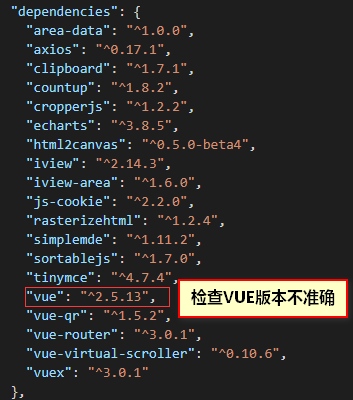 "dependencies": {
"area-data": "^1.0.0",
"axios": "^0.17.1",
"clipboard": "^1.7.1",
"countup": "^1.8.2",
"cropperjs": "^1.2.2",
"echarts": "^3.8.5",
"html2canvas": "^0.5.0-beta4",
"iview": "^2.14.3",
"iview-area": "^1.6.0",
"js-cookie": "^2.2.0",
"rasterizehtml": "^1.2.4",
"simplemde": "^1.11.2",
"sortablejs": "^1.7.0",
"tinymce": "^4.7.4",
"vue": "^2.5.13",
检查VUE版本不准确
"vue-qr": "^1.5.2",
"vue-router": "^3.0.1",
"vue-virtual-scroller": "^0.10.6",
"vuex": "^3.0.1"
},